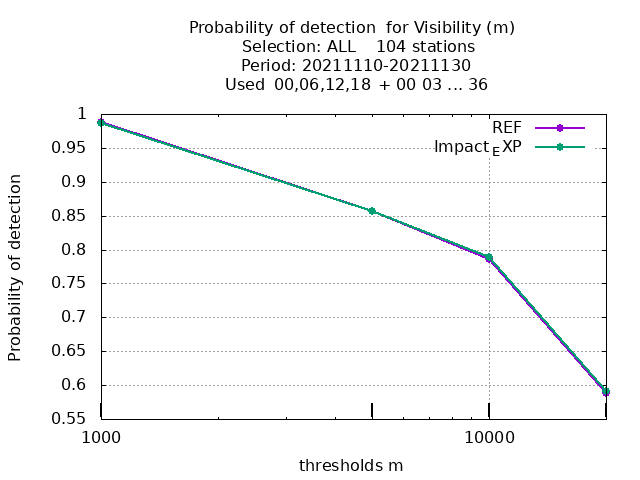 Probability of detection  for Visibility (m)
Selection: ALL    104 stations
Period: 20211110-20211130
Used  00,06,12,18  + 00 03 ... 36
REF
Impact_EXP
Probability of detection
1
0.95
0.9
0.85
0.8
0.75
0.7
0.65
0.6
0.55
1000
10000
thresholds m